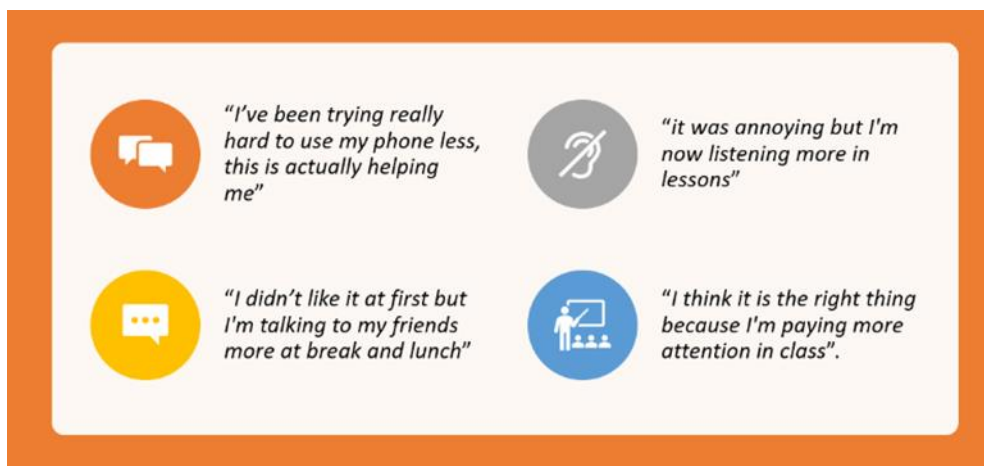 “I’ve been trying really
hard to use my phone less,
this is actually helping
me”
“it was annoying but I'm
now listening more in
lessons”
“I didn’t like it at first but
I'm talking to my friends
more at break and lunch”
“I think it is the right thing
because I'm paying more
attention in class”.